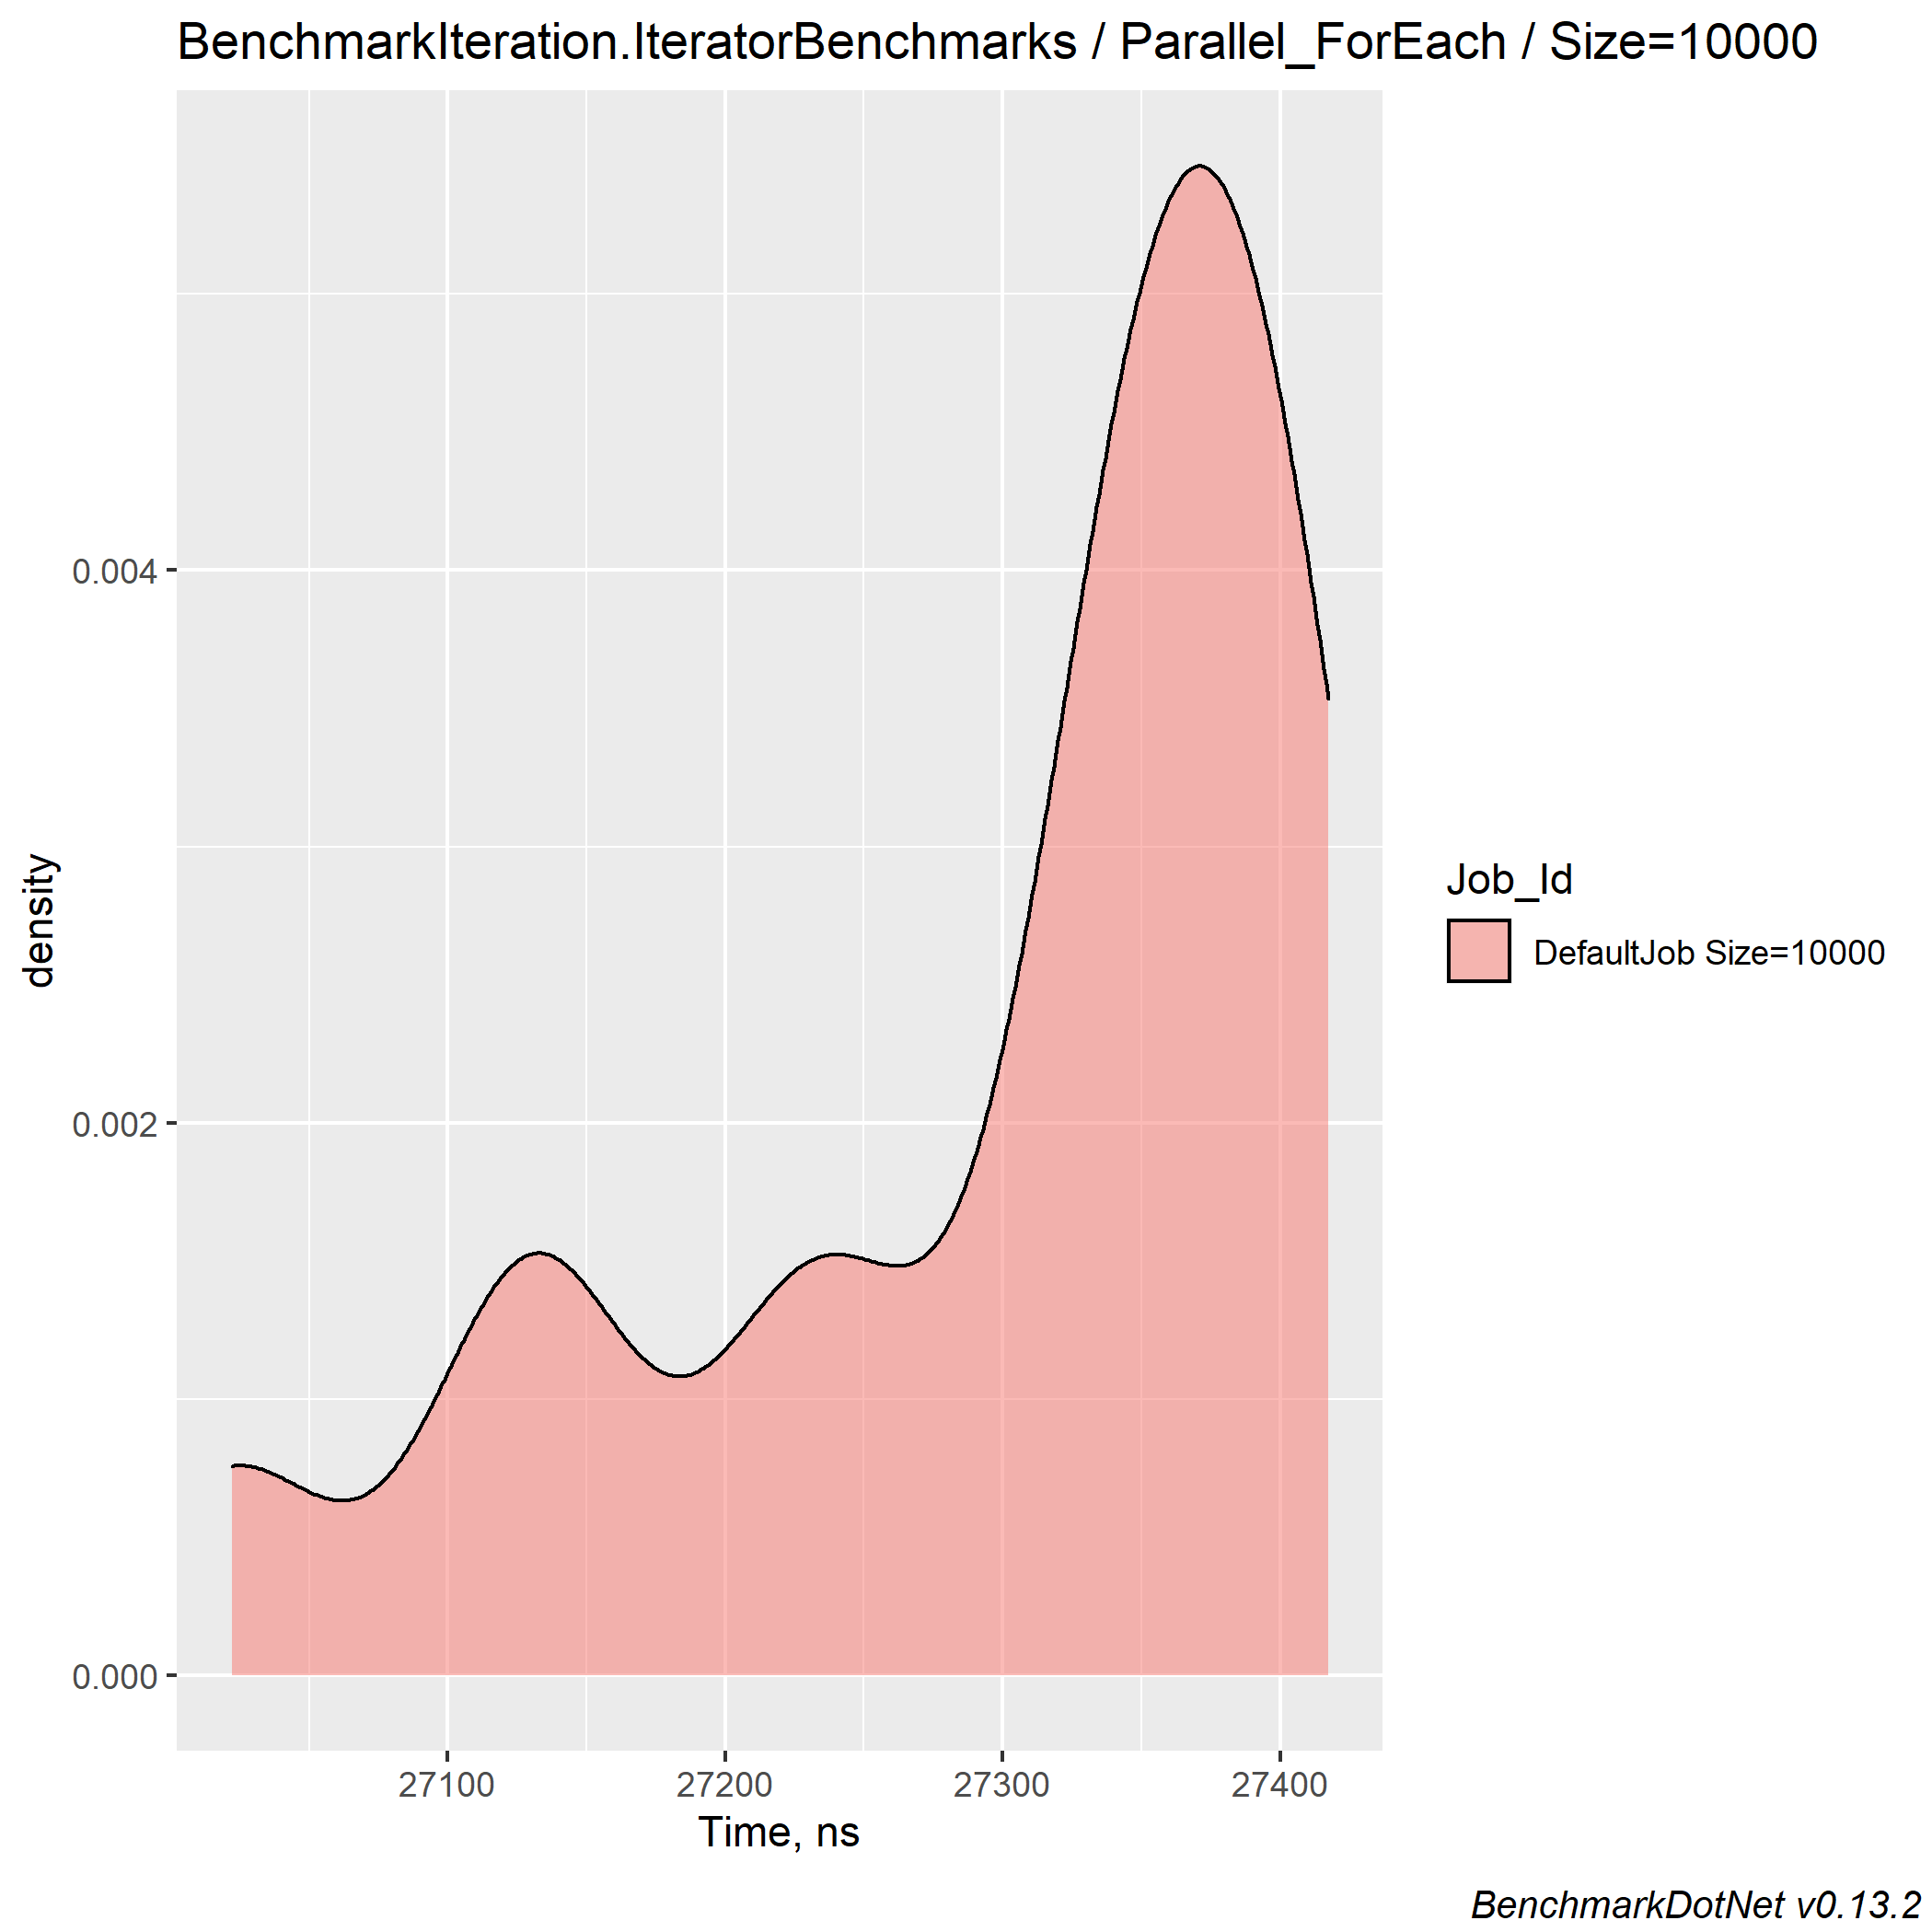 BenchmarkIteration.IteratorBenchmarks / Parallel_ForEach / Size=10000
0.004
0.002
0.000
density
27100 27200 27300 27400
Time, ns
Job_Id
DefaultJob Size=10000
BenchmarkDotNet v0.13.2